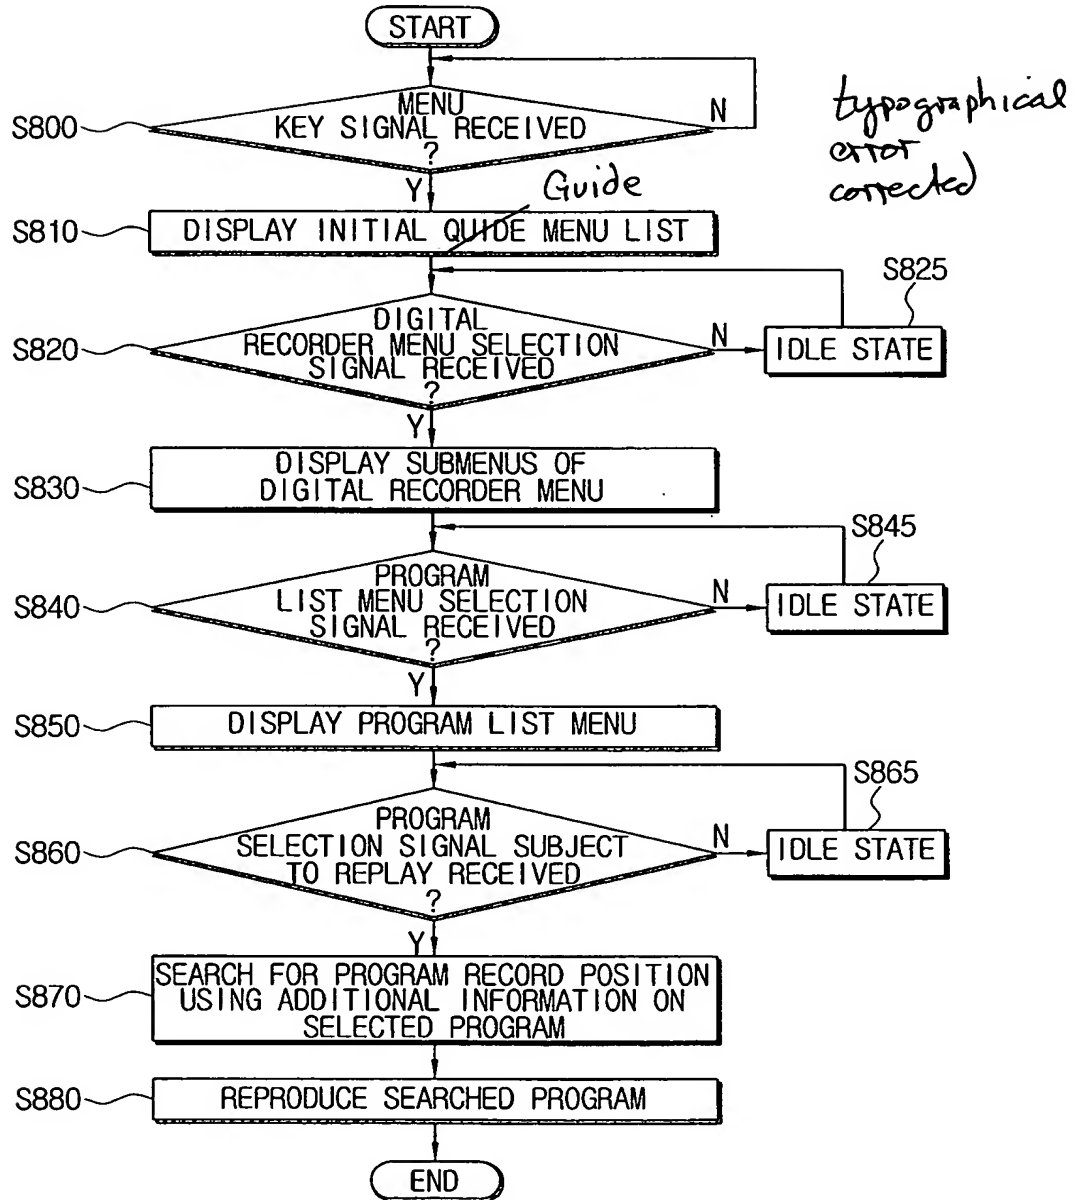 START
MENU
KEY SIGNAL RECEIVED
?
N
S800
typographical
error
corrected
Y
Guide
S810
DISPLAY INITIAL QUIDE MENU LIST
S825
DIGITAL
RECORDER MENU SELECTION
SIGNAL RECEIVED
?
N
S820
IDLE STATE
Y
S830
DISPLAY SUBMENUS OF
DIGITAL RECORDER MENU
S845
PROGRAM
LIST MENU SELECTION
SIGNAL RECEIVED
?
N
S840
IDLE STATE
Y
S850
DISPLAY PROGRAM LIST MENU
S865
PROGRAM
SELECTION SIGNAL SUBJECT
TO REPLAY RECEIVED
?
N
S860
IDLE STATE
Y
S870
SEARCH FOR PROGRAM RECORD POSITION
USING ADDITIONAL INFORMATION ON
SELECTED PROGRAM
S880
REPRODUCE SEARCHED PROGRAM
END